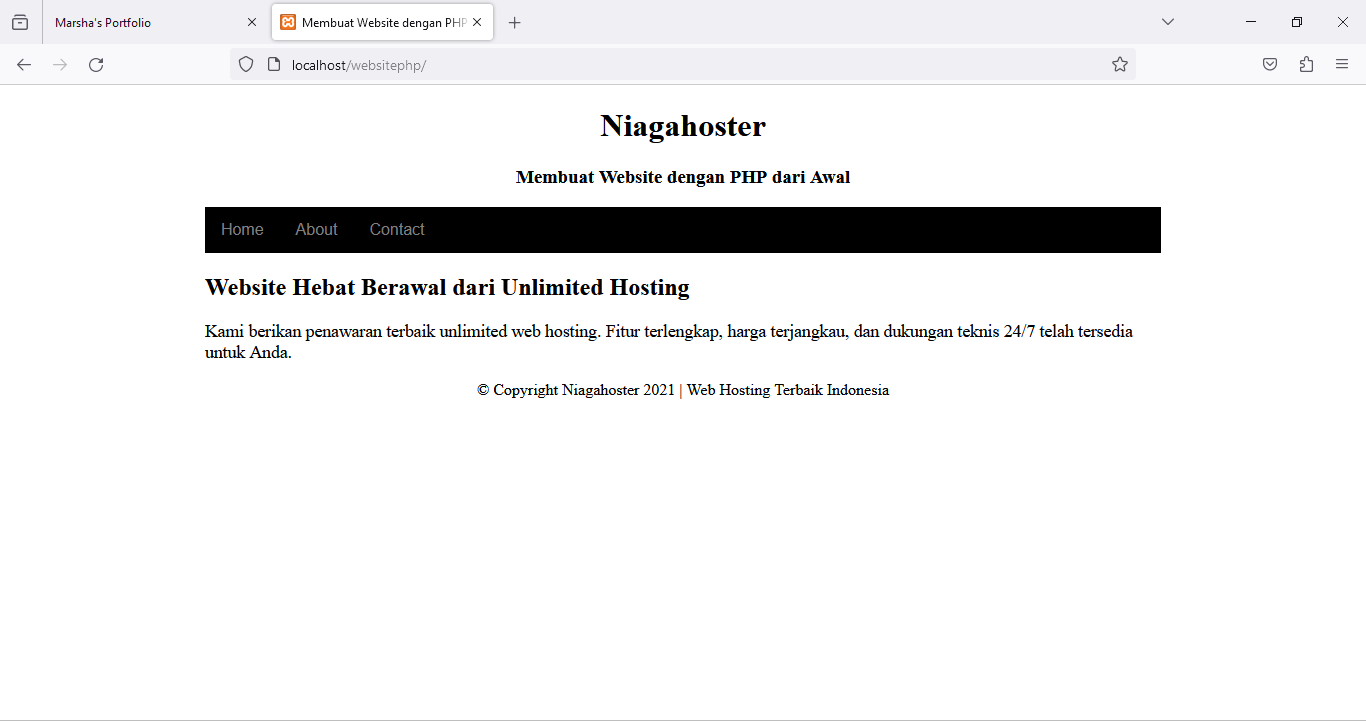 Marsha's Portfolio
Membuat Website dengan PHP
localhost/websitephp/
Niagahoster
Membuat Website dengan PHP dari Awal
Home About Contact
Website Hebat Berawal dari Unlimited Hosting
Kami berikan penawaran terbaik unlimited web hosting. Fitur terlengkap, harga terjangkau, dan dukungan teknis 24/7 telah tersedia
untuk Anda.
© Copyright Niagahoster 2021 | Web Hosting Terbaik Indonesia